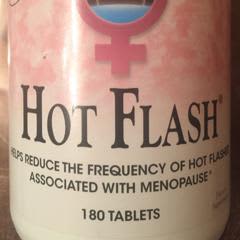 HOT FLASH®
HELPS REDUCE THE FREQUENCY OF HOT FLASHES
ASSOCIATED WITH MENOPAUSE*
180 TABLETS